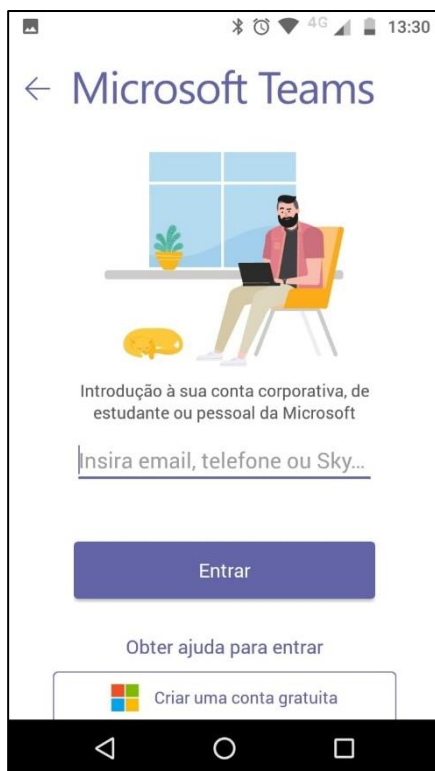 4G 13:30
Microsoft Teams
Introdução à sua conta corporativa, de
estudante ou pessoal da Microsoft
Insira email, telefone ou Sky...
Entrar
Obter ajuda para entrar
Criar uma conta gratuita